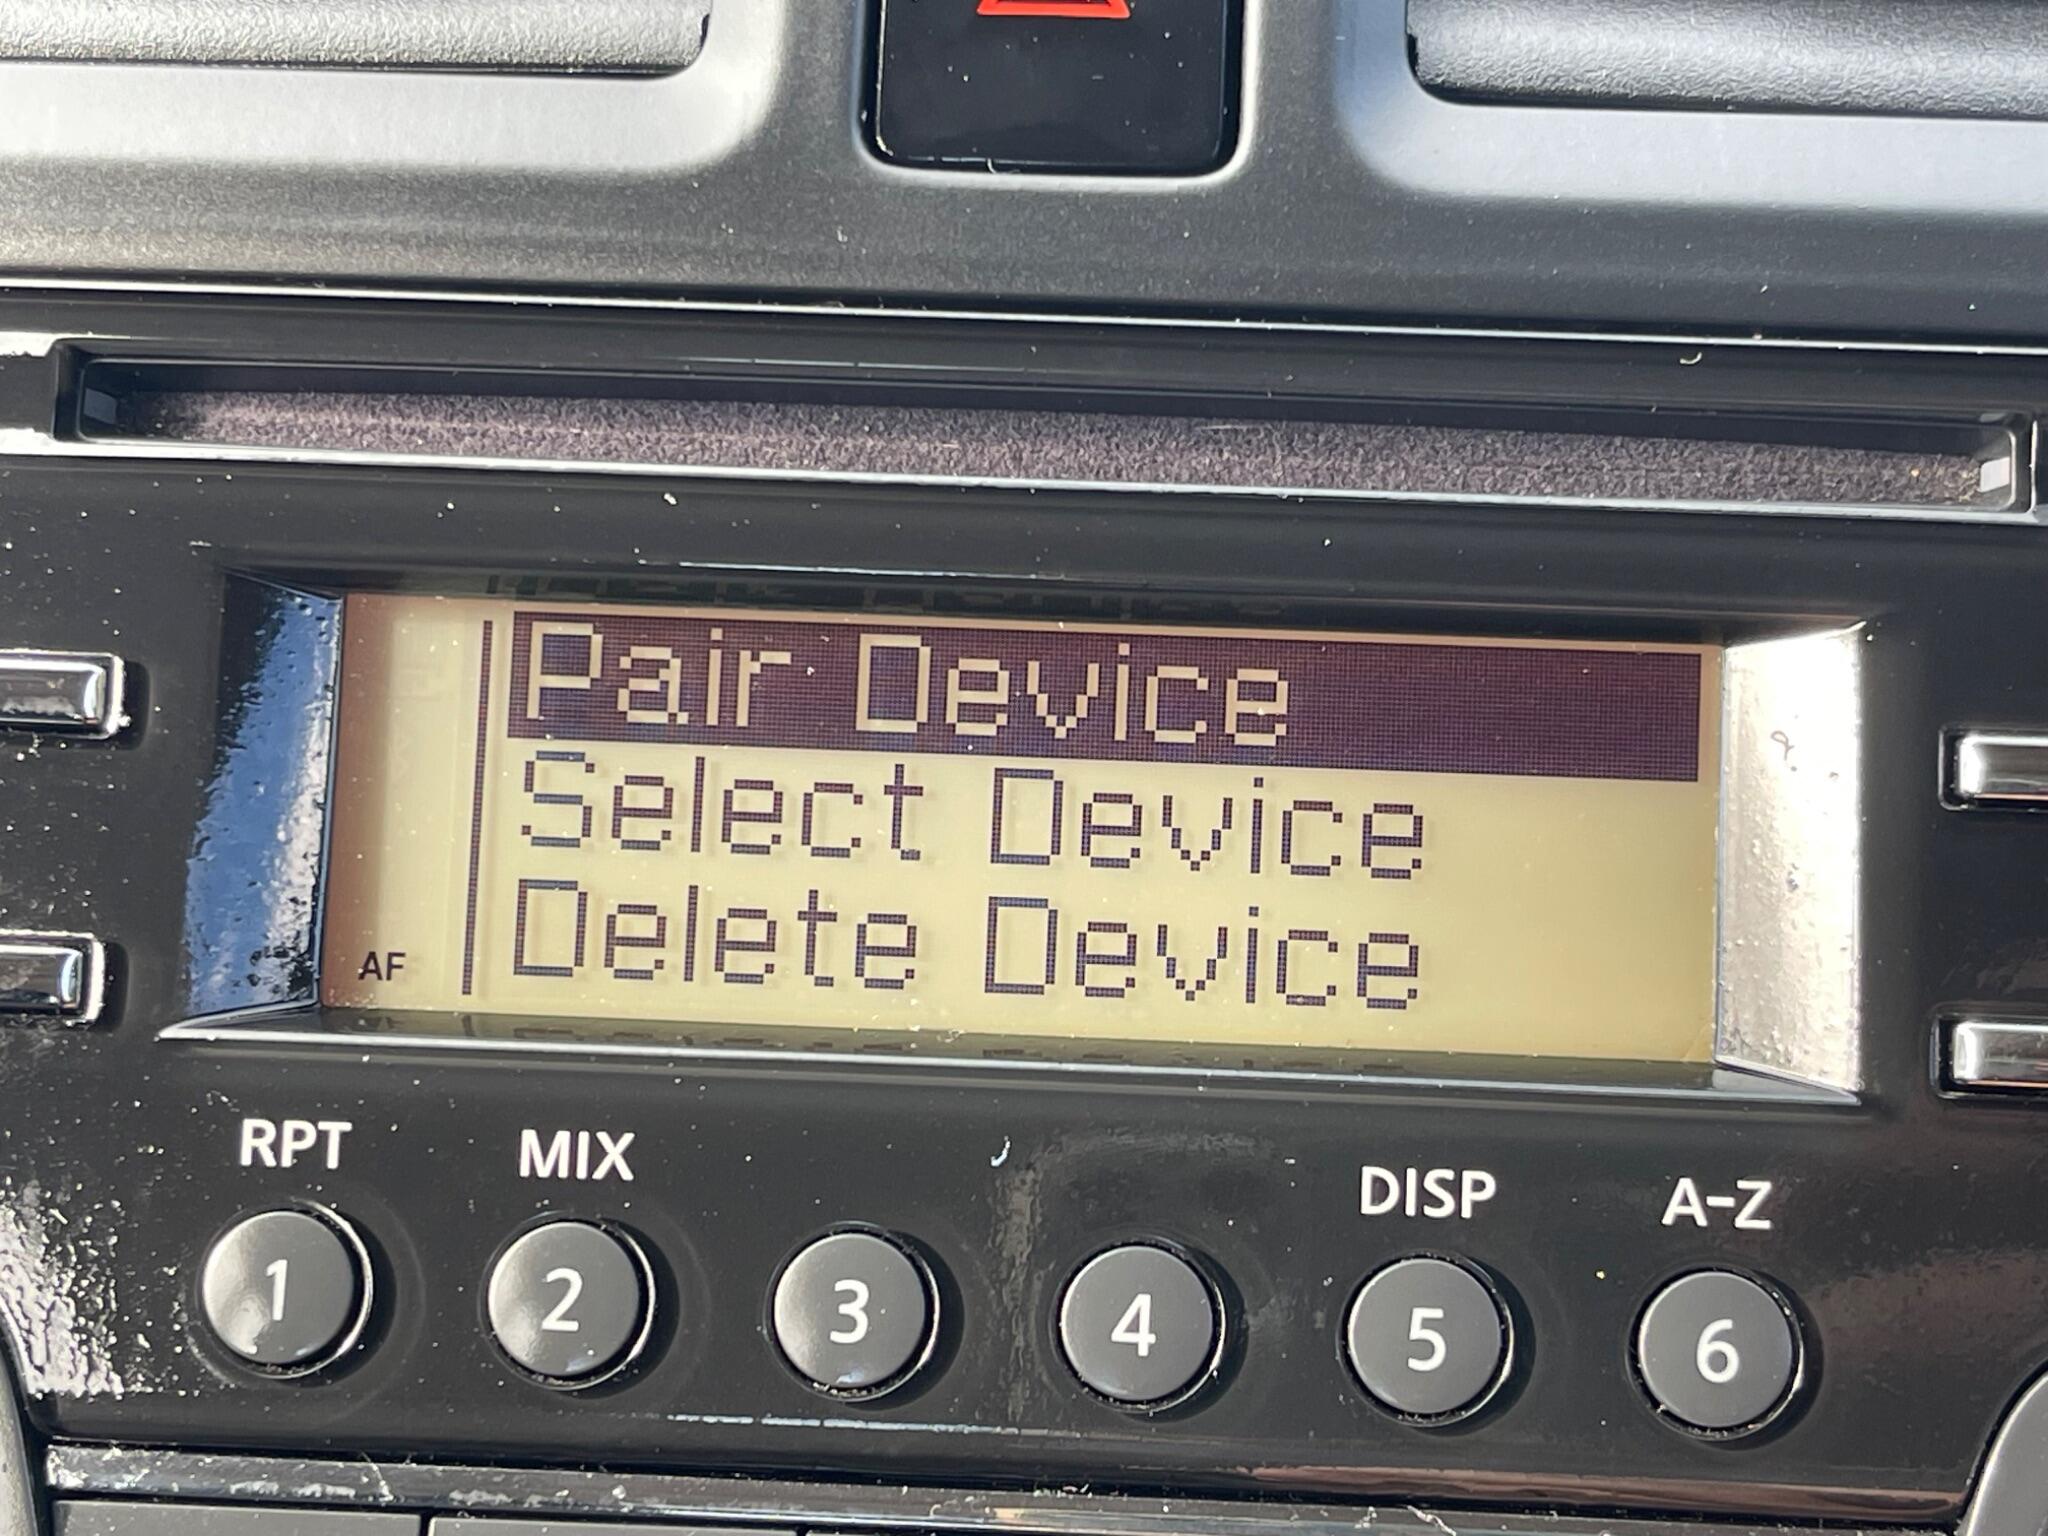 Pair Device
Select Device
Delete Device
AF
RPT
MIX
DISP
A-Z
1
2
3
4
5
6